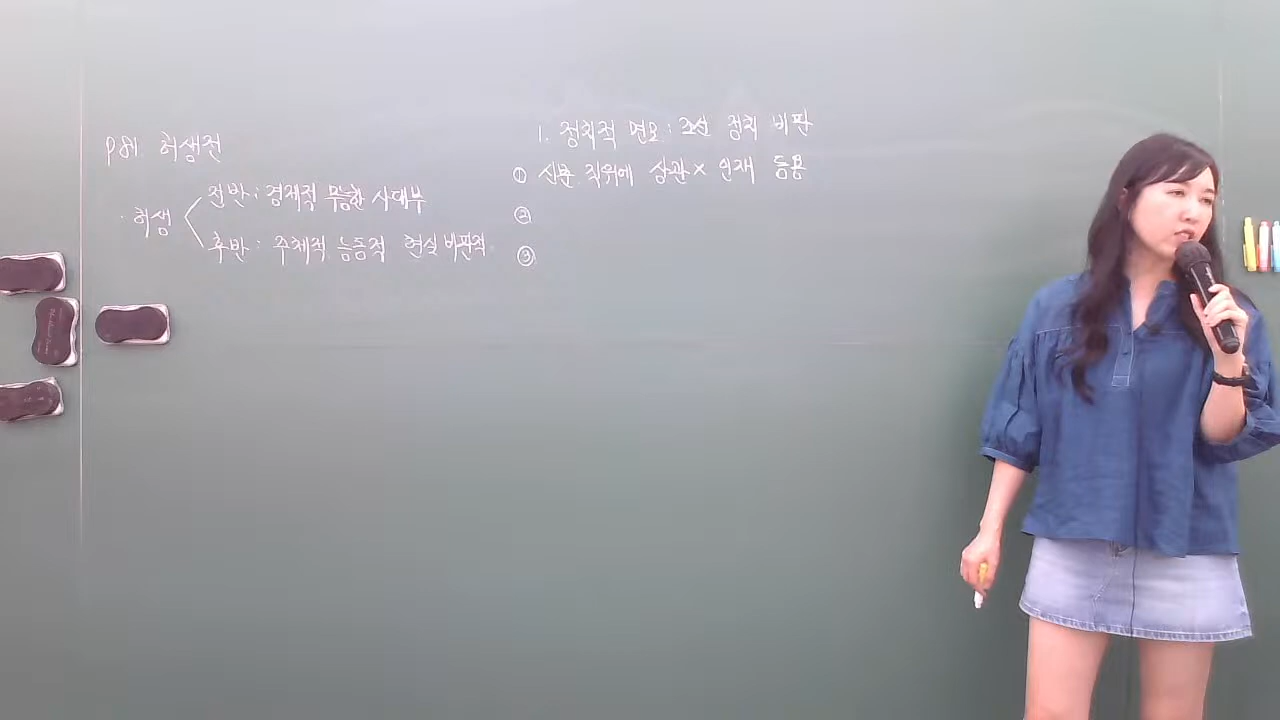 P81. 허생전
· 허생
전반 : 경제적 무능한 사대부
후반 : 주체적 능동적 현실 비판적
1. 정치적 면모 : 조선 정치 비판
① 신분 직위에 상관× 인재 등용
②
③